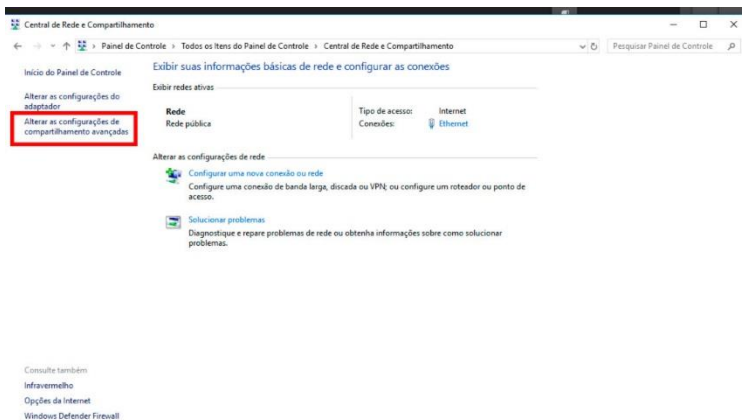 Central de Rede e Compartilhamento
Painel de Controle › Todos os Itens do Painel de Controle › Central de Rede e Compartilhamento
Pesquisar Painel de Controle
Início do Painel de Controle
Alterar as configurações do
adaptador
Alterar as configurações de
compartilhamento avançadas
Exibir suas informações básicas de rede e configurar as conexões
Exibir redes ativas
Rede
Rede pública
Tipo de acesso: Internet
Conexões: Ethernet
Alterar as configurações de rede
Configurar uma nova conexão ou rede
Configure uma conexão de banda larga, discada ou VPN; ou configure um roteador ou ponto de
acesso.
Solucionar problemas
Diagnostique e repare problemas de rede ou obtenha informações sobre como solucionar
problemas.
Consulte também
Infravermelho
Opções da Internet
Windows Defender Firewall